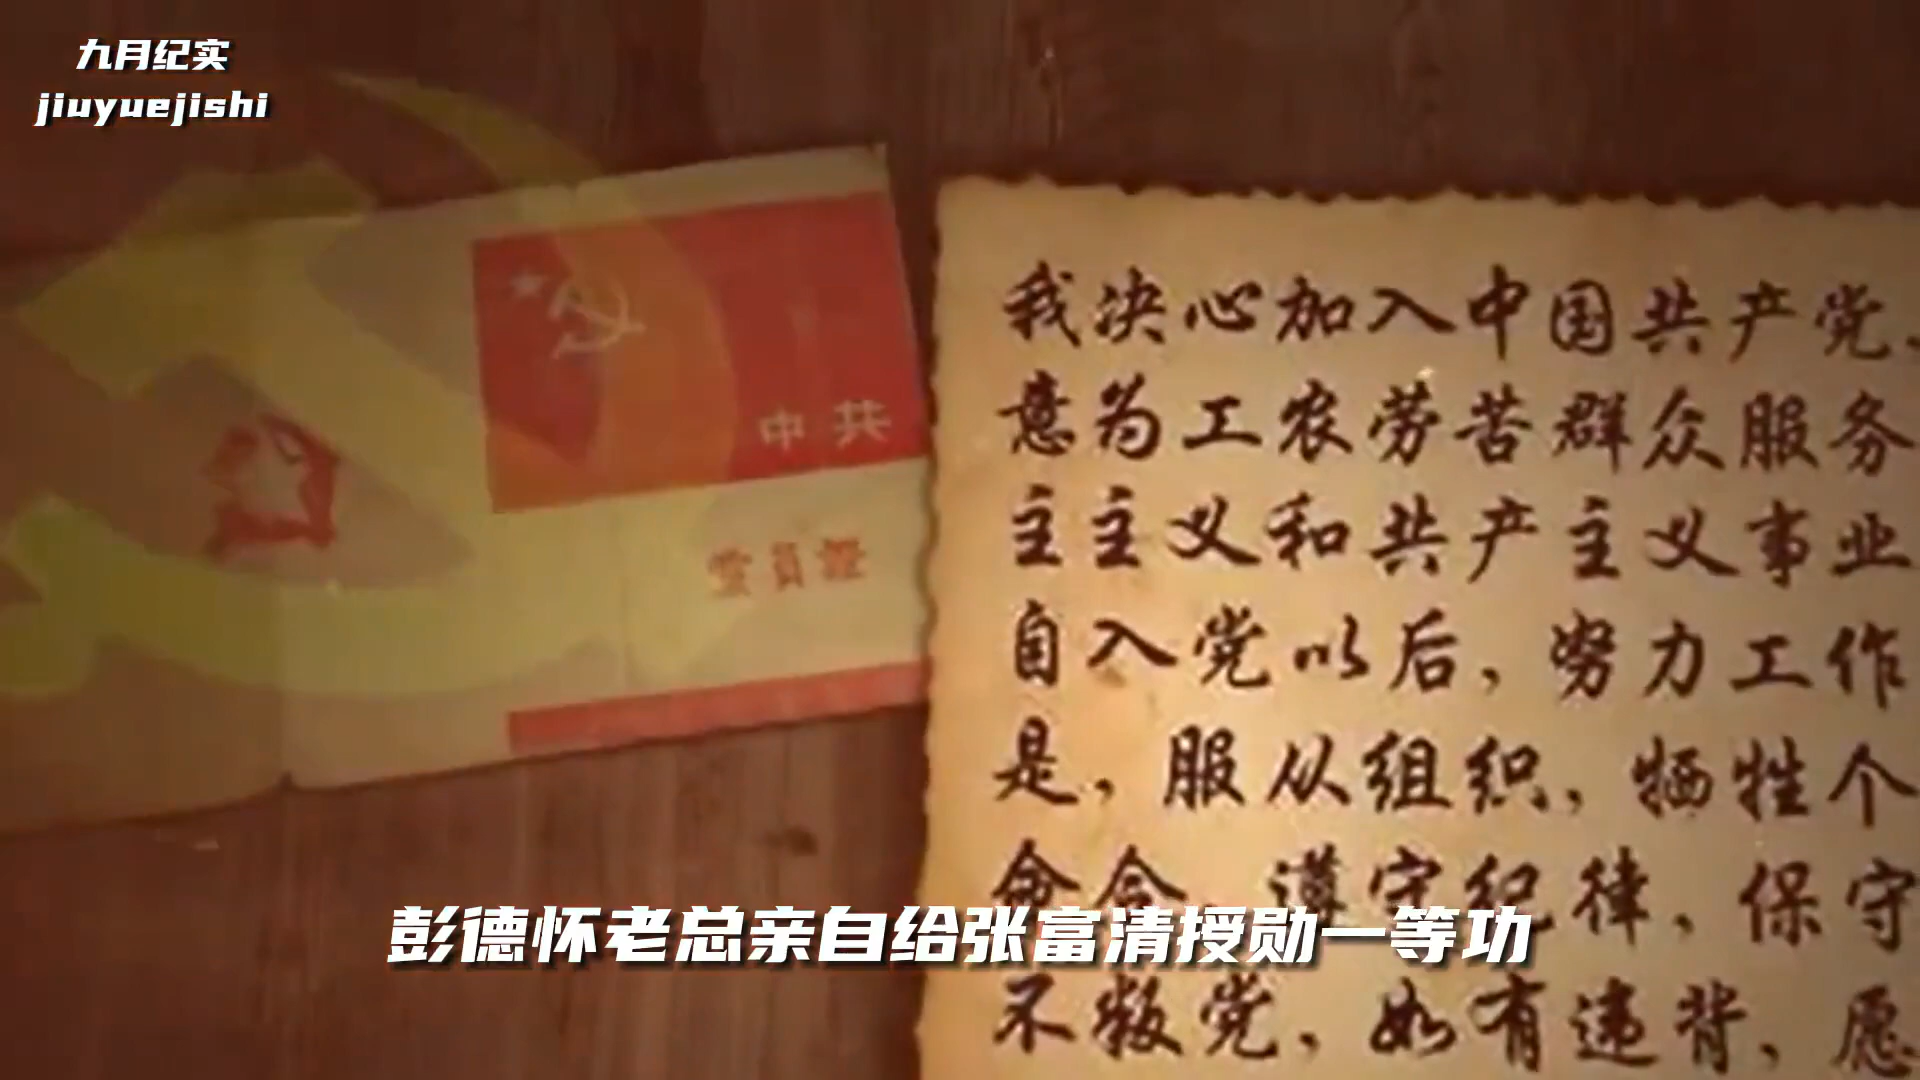 九月纪实
jiuyuejishi
中共
党員證
我决心加入中国共产党、
意为工农劳苦群众服务
主主义和共产主义事业
自入党以后，努力工作
是，服从组织，牺牲个
命令，遵守纪律，保守
不叛党，如有违背，愿
彭德怀老总亲自给张富清授勋一等功